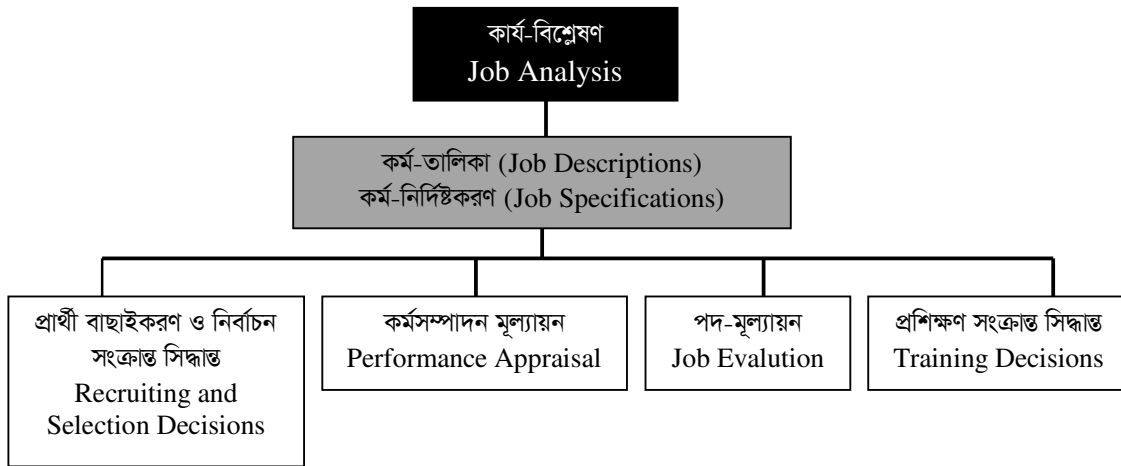 কার্য-বিশ্লেষণ
Job Analysis
কর্ম-তালিকা (Job Descriptions)
কর্ম-নির্দিষ্টকরণ (Job Specifications)
প্রার্থী বাছাইকরণ ও নির্বাচন
সংক্রান্ত সিদ্ধান্ত
Recruiting and
Selection Decisions
কর্মসম্পাদন মূল্যায়ন
Performance Appraisal
পদ-মূল্যায়ন
Job Evalution
প্রশিক্ষণ সংক্রান্ত সিদ্ধান্ত
Training Decisions